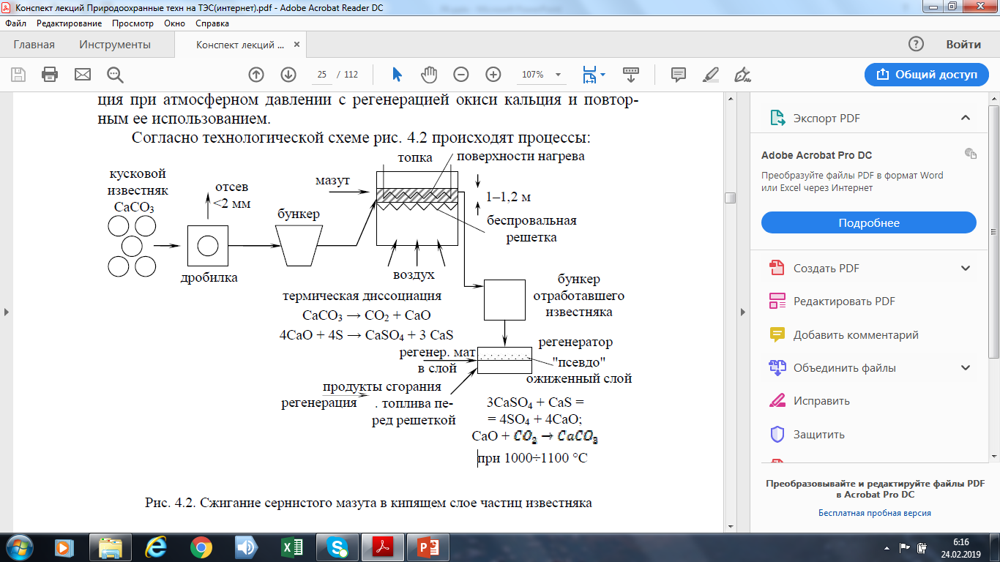 Конспект лекций Природоохранные техн на ТЭС(интернет).pdf - Adobe Acrobat Reader DC
Файл Редактирование Просмотр Окно Справка
Главная Инструменты Конспект лекций ... × Войти
25 / 112 107% Общий доступ
ция при атмосферном давлении с регенерацией окиси кальция и повтор-
ным ее использованием.
Согласно технологической схеме рис. 4.2 происходят процессы:
топка поверхности нагрева
кусковой
известняк
CaCO₃
отсев
<2 мм
мазут
1–1,2 м
бункер
беспровальная
решетка
дробилка
воздух
бункер
отработавшего
известняка
термическая диссоциация
CaCO₃ → CO₂ + CaO
4CaO + 4S → CaSO₄ + 3 CaS
регенератор
регенер. мат
в слой
"псевдо"
ожиженный слой
продукты сгорания
регенерация . топлива пе-
ред решеткой
3CaSO₄ + CaS =
= 4SO₄ + 4CaO;
CaO + CO₂ → CaCO₃
при 1000÷1100 °C
Рис. 4.2. Сжигание сернистого мазута в кипящем слое частиц известняка
Экспорт PDF
Adobe Acrobat Pro DC
Преобразуйте файлы PDF в формат Word
или Excel через Интернет
Подробнее
Создать PDF
Редактировать PDF
Добавить комментарий
Объединить файлы
Исправить
Защитить
Преобразовывайте и редактируйте файлы PDF
в Acrobat Pro DC
Бесплатная пробная версия
6:16
24.02.2019